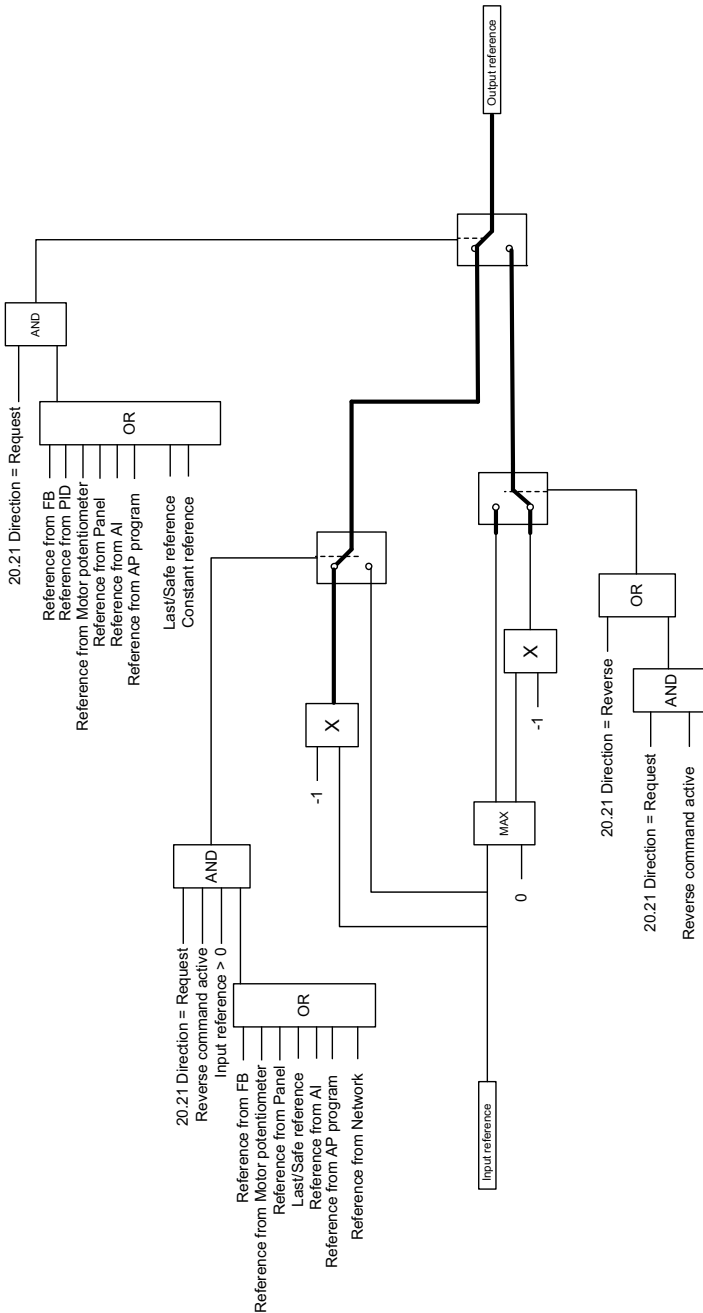 20.21 Direction = Request
Reference from FB
Reference from PID
Reference from Motor potentiometer
Reference from Panel
Reference from AI
Reference from AP program
Last/Safe reference
Constant reference
OR
AND
20.21 Direction = Request
Reverse command active
Input reference > 0
Reference from FB
Reference from Motor potentiometer
Reference from Panel
Last/Safe reference
Reference from AI
Reference from AP program
Reference from Network
OR
AND
-1
X
Input reference
0
MAX
-1
X
20.21 Direction = Reverse
20.21 Direction = Request
Reverse command active
AND
OR
Output reference